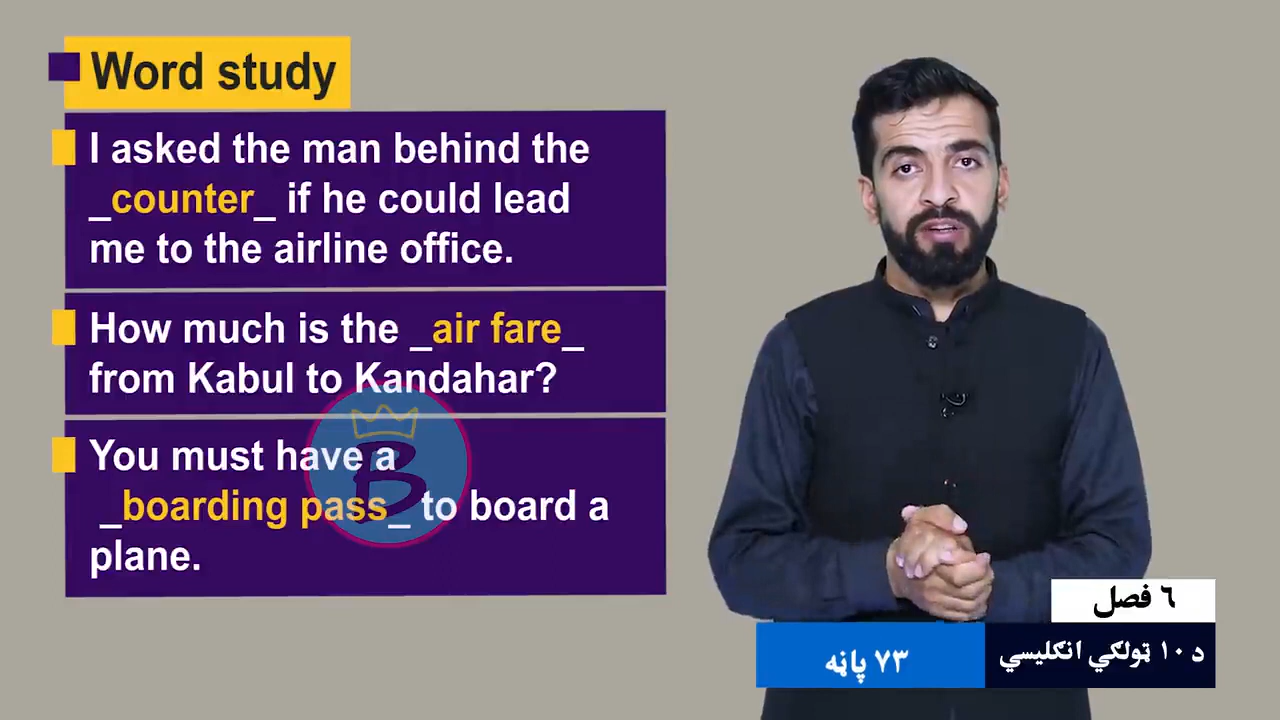 Word study
I asked the man behind the
_counter_ if he could lead
me to the airline office.
How much is the _air fare_
from Kabul to Kandahar?
You must have a
_boarding pass_ to board a
plane.
B
٦ فصل
د ١٠ ټولګي انګلیسي
٧٣ پاڼه